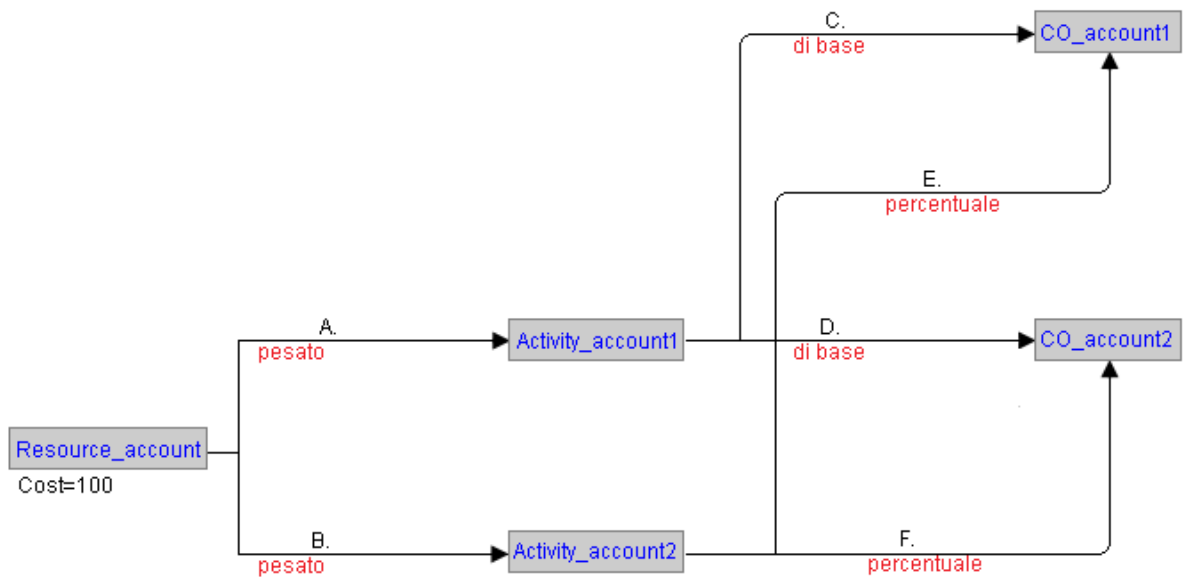 C.
di base
CO_account1
E.
percentuale
A.
pesato
Activity_account1
D.
di base
CO_account2
Resource_account
Cost=100
B.
pesato
Activity_account2
F.
percentuale